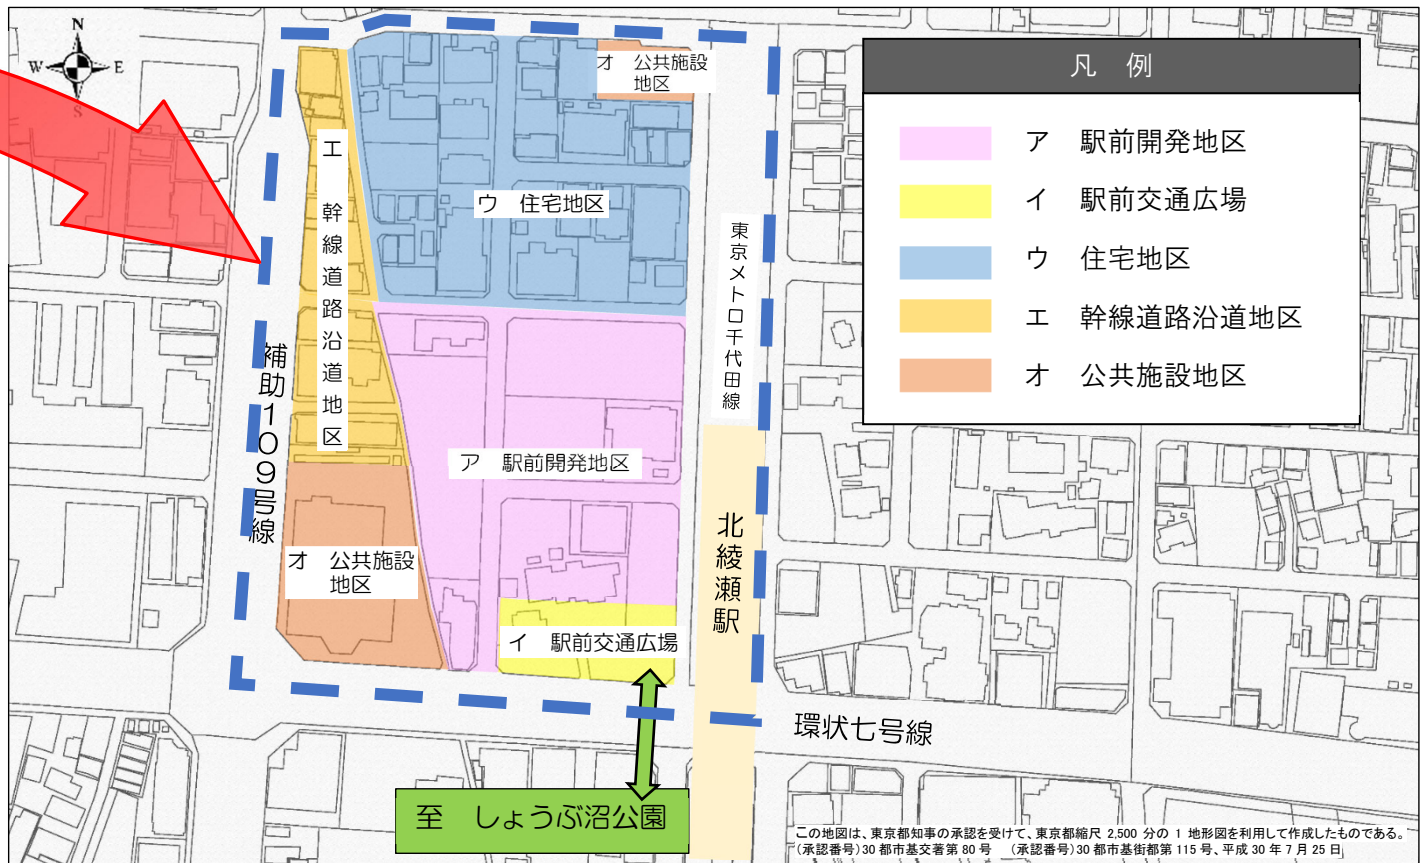 N
W
E
S
凡 例
ア 駅前開発地区
イ 駅前交通広場
ウ 住宅地区
エ 幹線道路沿道地区
オ 公共施設地区
オ 公共施設
地区
エ 幹線道路沿道地区
ウ 住宅地区
東京メトロ千代田線
補助109号線
ア 駅前開発地区
北綾瀬駅
オ 公共施設
地区
イ 駅前交通広場
環状七号線
至 しょうぶ沼公園
この地図は、東京都知事の承認を受けて、東京都縮尺 2,500 分の 1 地形図を利用して作成したものである。
(承認番号)30 都市基交著第 80 号 (承認番号)30 都市基街都第 115 号、平成 30 年 7 月 25 日